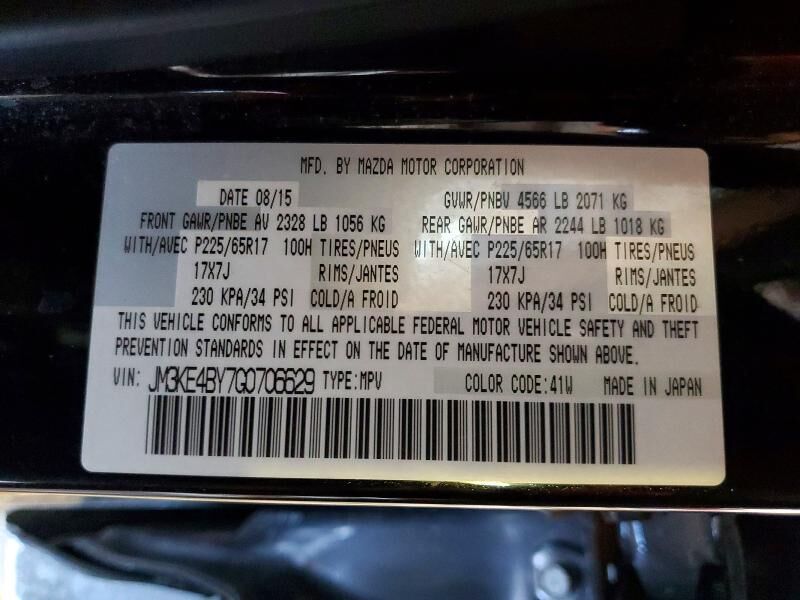 MFD. BY MAZDA MOTOR CORPORATION
DATE 08/15 GVWR/PNBV 4566 LB 2071 KG
FRONT GAWR/PNBE AV 2328 LB 1056 KG REAR GAWR/PNBE AR 2244 LB 1018 KG
WITH/AVEC P225/65R17 100H TIRES/PNEUS WITH/AVEC P225/65R17 100H TIRES/PNEUS
17X7J RIMS/JANTES 17X7J RIMS/JANTES
230 KPA/34 PSI COLD/A FROID 230 KPA/34 PSI COLD/A FROID
THIS VEHICLE CONFORMS TO ALL APPLICABLE FEDERAL MOTOR VEHICLE SAFETY AND THEFT
PREVENTION STANDARDS IN EFFECT ON THE DATE OF MANUFACTURE SHOWN ABOVE.
VIN: JM3KE4BY7G0706629 TYPE:MPV COLOR CODE:41W MADE IN JAPAN